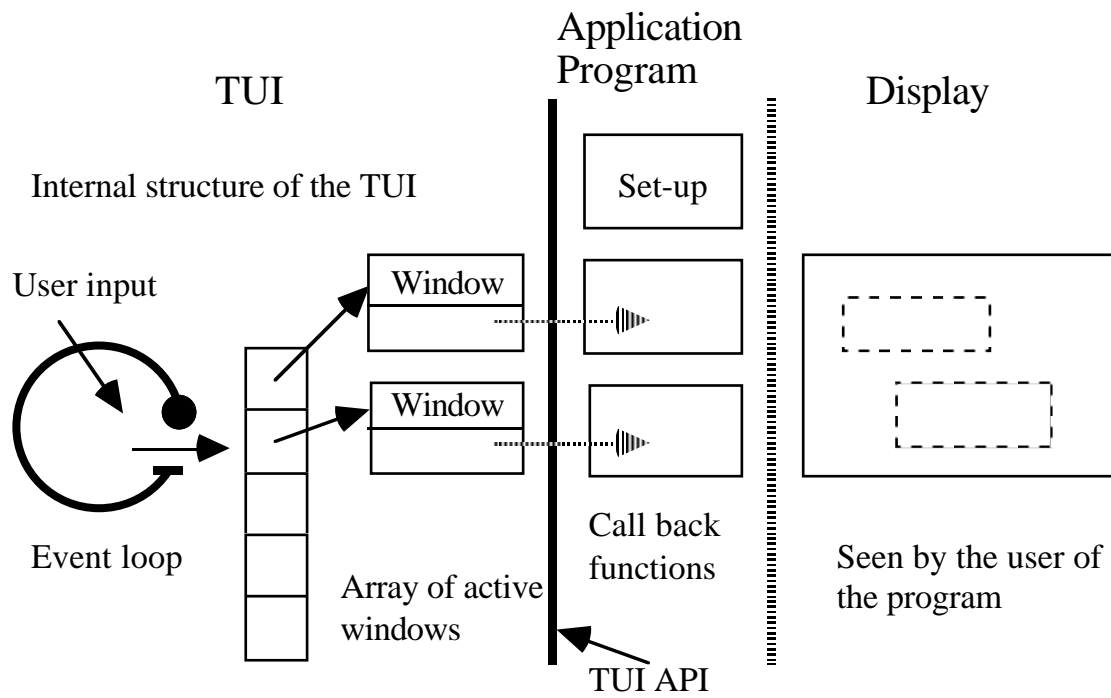 Application
Program
TUI
Display
Internal structure of the TUI
Set-up
User input
Window
Window
Event loop
Array of active
windows
Call back
functions
Seen by the user of
the program
TUI API